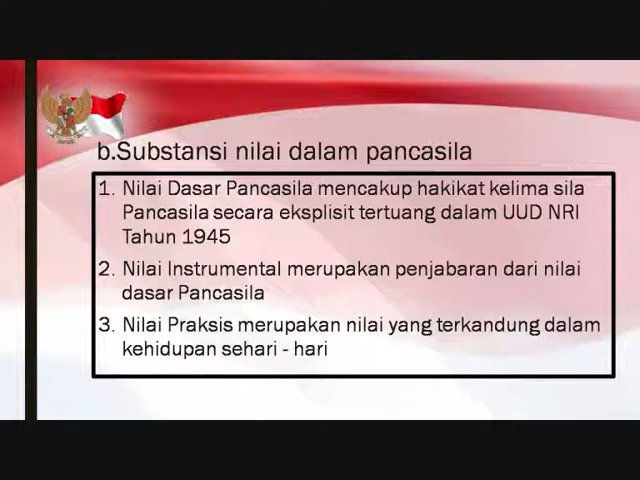 b.Substansi nilai dalam pancasila
1. Nilai Dasar Pancasila mencakup hakikat kelima sila
Pancasila secara eksplisit tertuang dalam UUD NRI
Tahun 1945
2. Nilai Instrumental merupakan penjabaran dari nilai
dasar Pancasila
3. Nilai Praksis merupakan nilai yang terkandung dalam
kehidupan sehari - hari